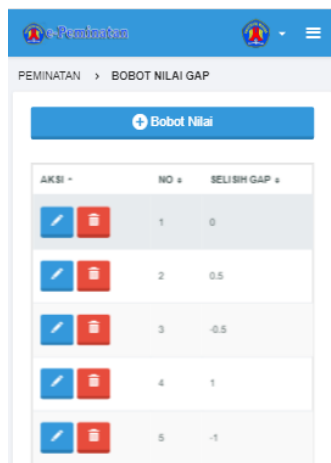 e-Peminatan
PEMINATAN > BOBOT NILAI GAP
Bobot Nilai
AKSI NO SELISIH GAP
1 0
2 0.5
3 -0.5
4 1
5 -1